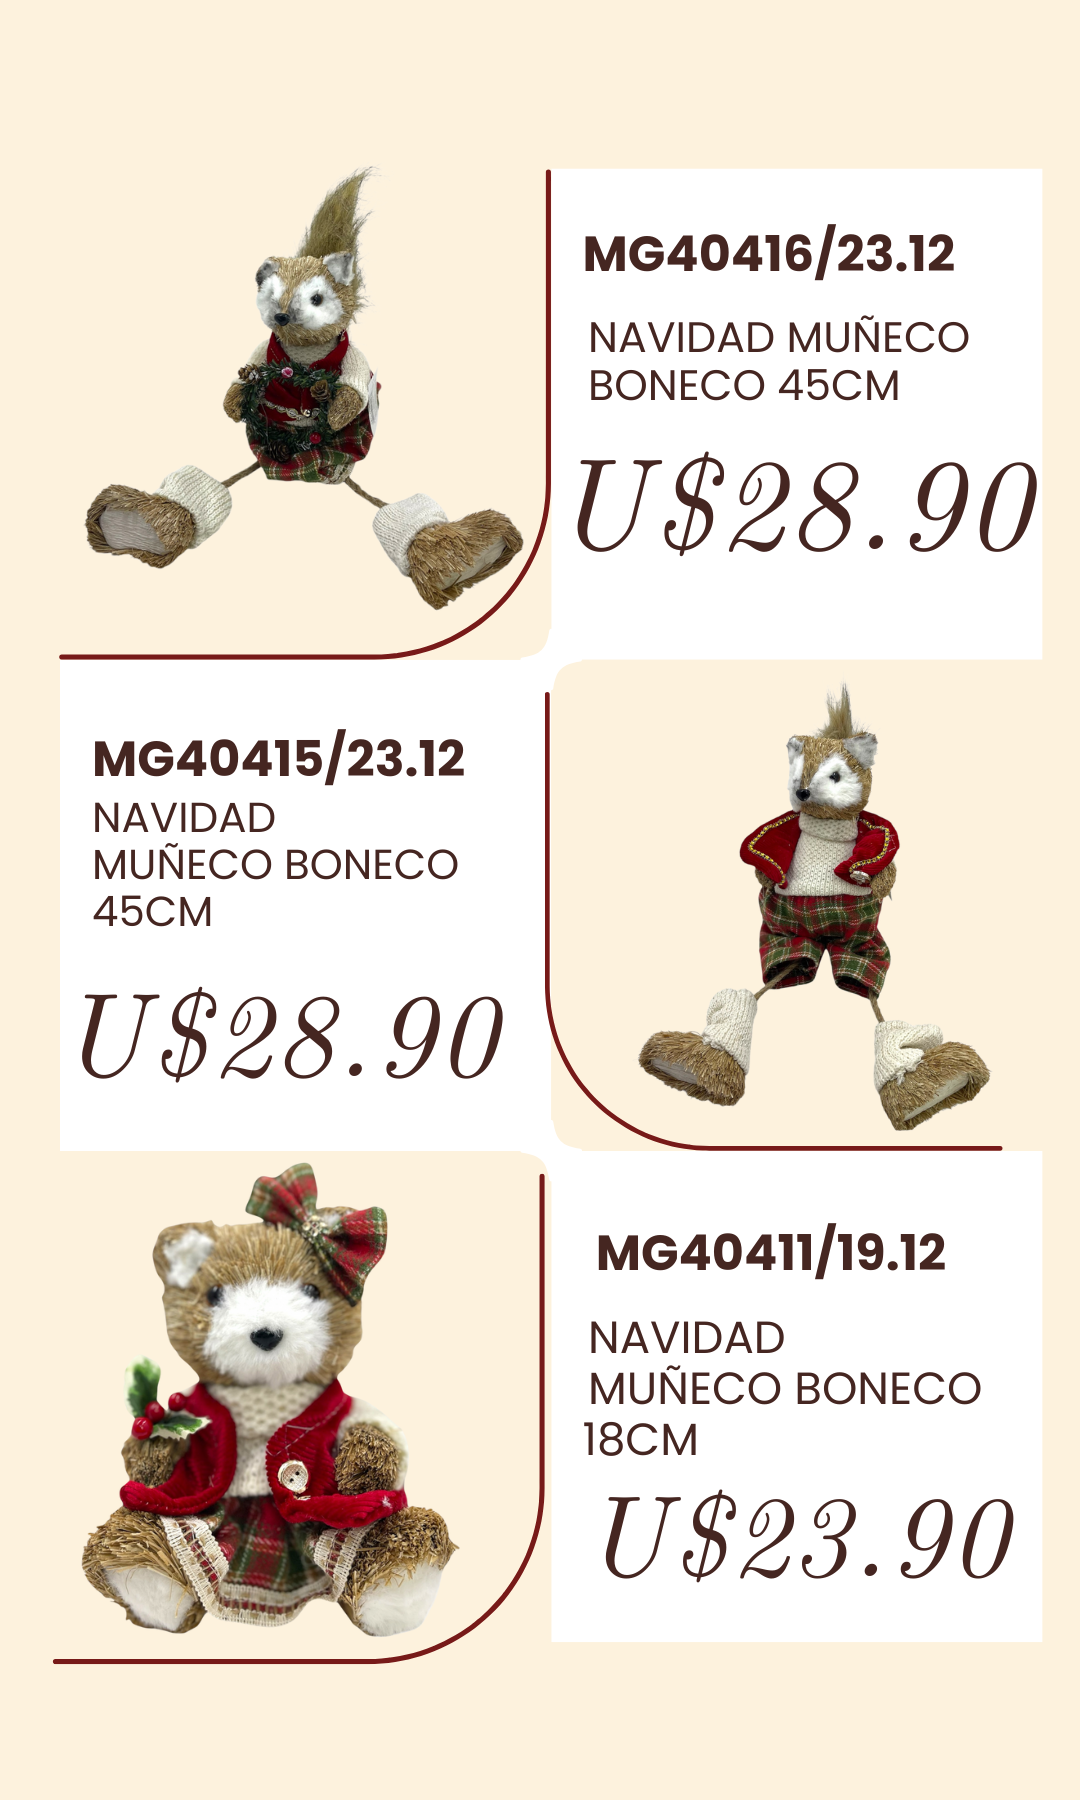 MG40416/23.12
NAVIDAD MUÑECO
BONECO 45CM
U$28.90
MG40415/23.12
NAVIDAD
MUÑECO BONECO
45CM
U$28.90
MG40411/19.12
NAVIDAD
MUÑECO BONECO
18CM
U$23.90